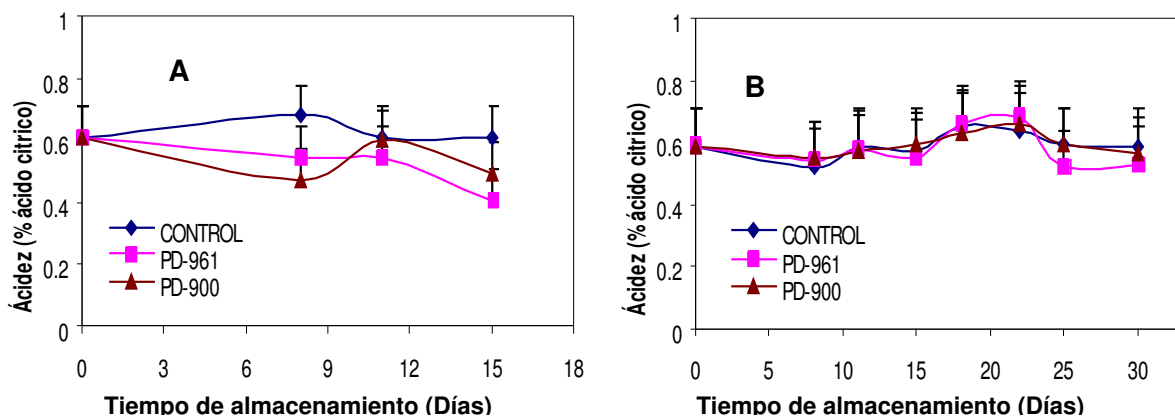 A
Ácidez (% ácido cítrico)
1
0.8
0.6
0.4
0.2
0
CONTROL
PD-961
PD-900
0 3 6 9 12 15 18
Tiempo de almacenamiento (Días)
B
Ácidez (% ácido cítrico)
1
0.8
0.6
0.4
0.2
0
CONTROL
PD-961
PD-900
0 5 10 15 20 25 30
Tiempo de almacenamiento (Días)